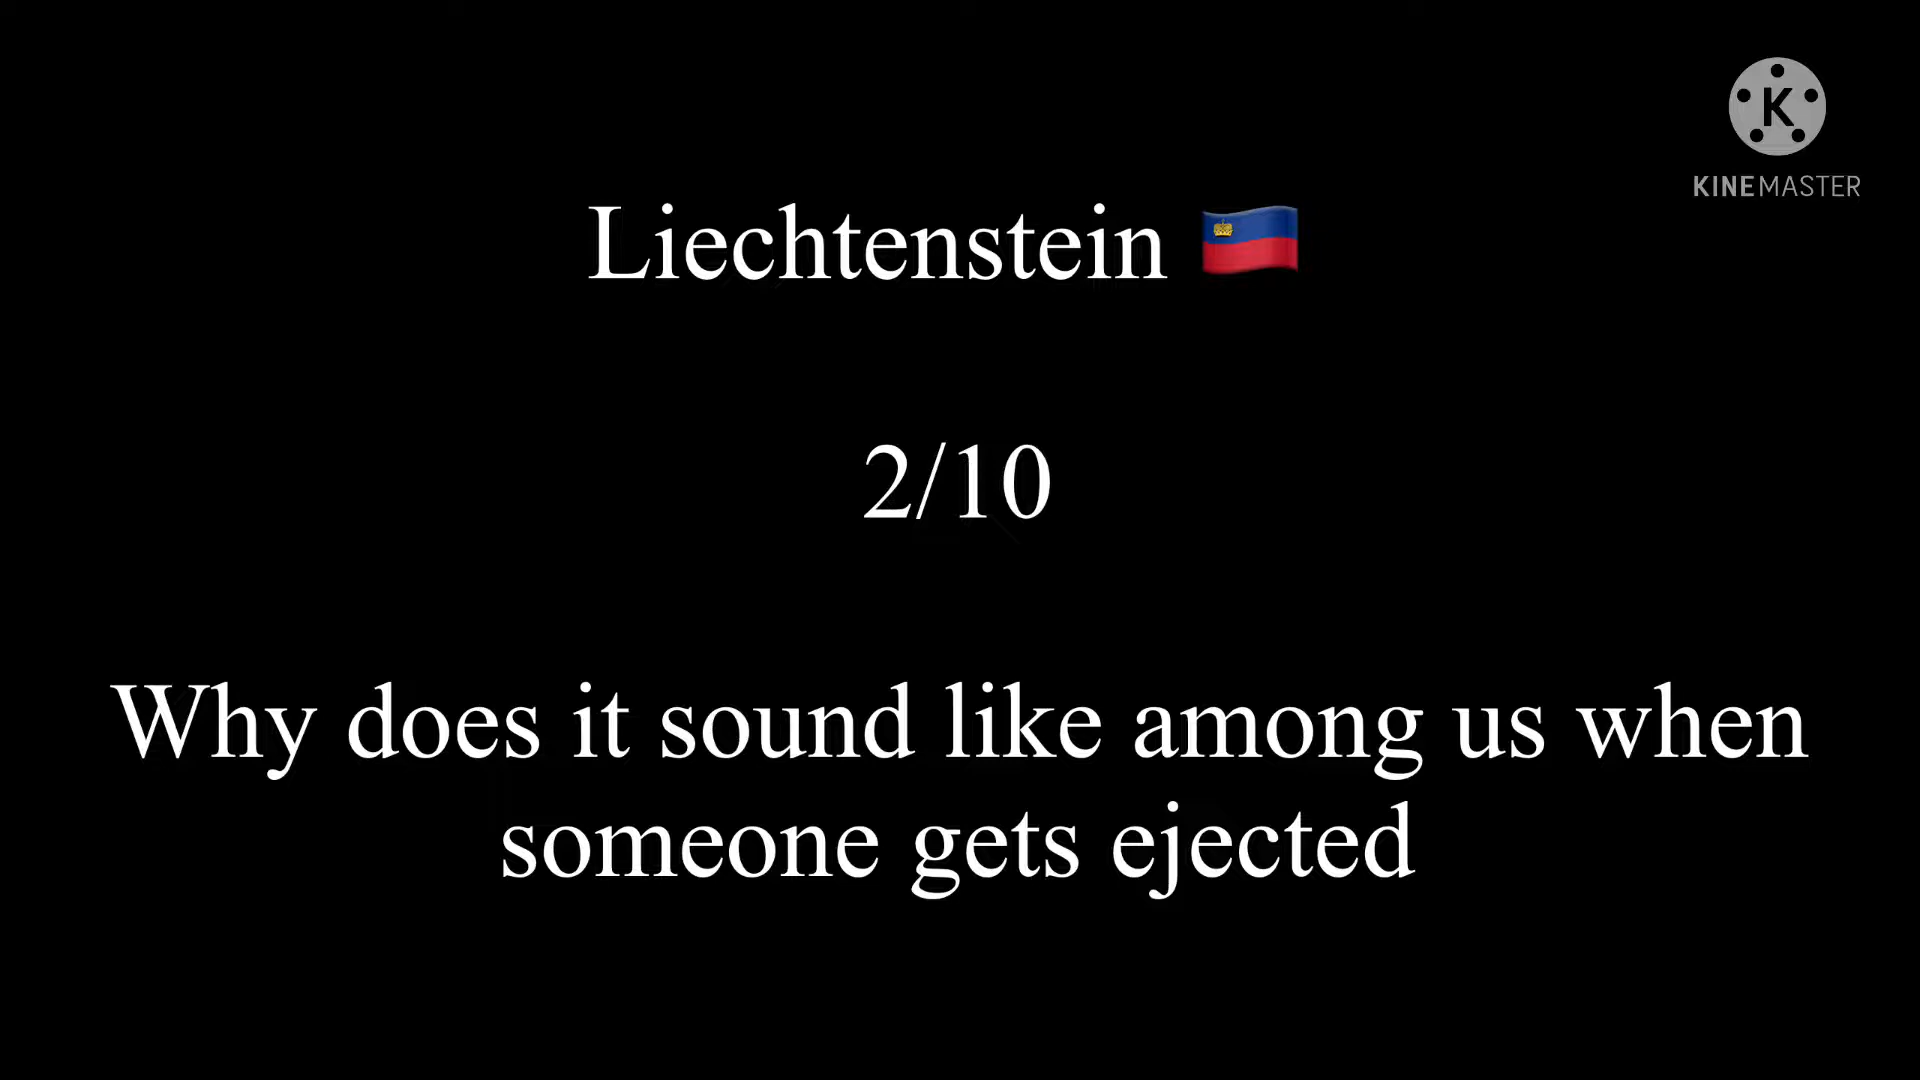 K
KINEMASTER
Liechtenstein 🇱🇮
2/10
Why does it sound like among us when
someone gets ejected